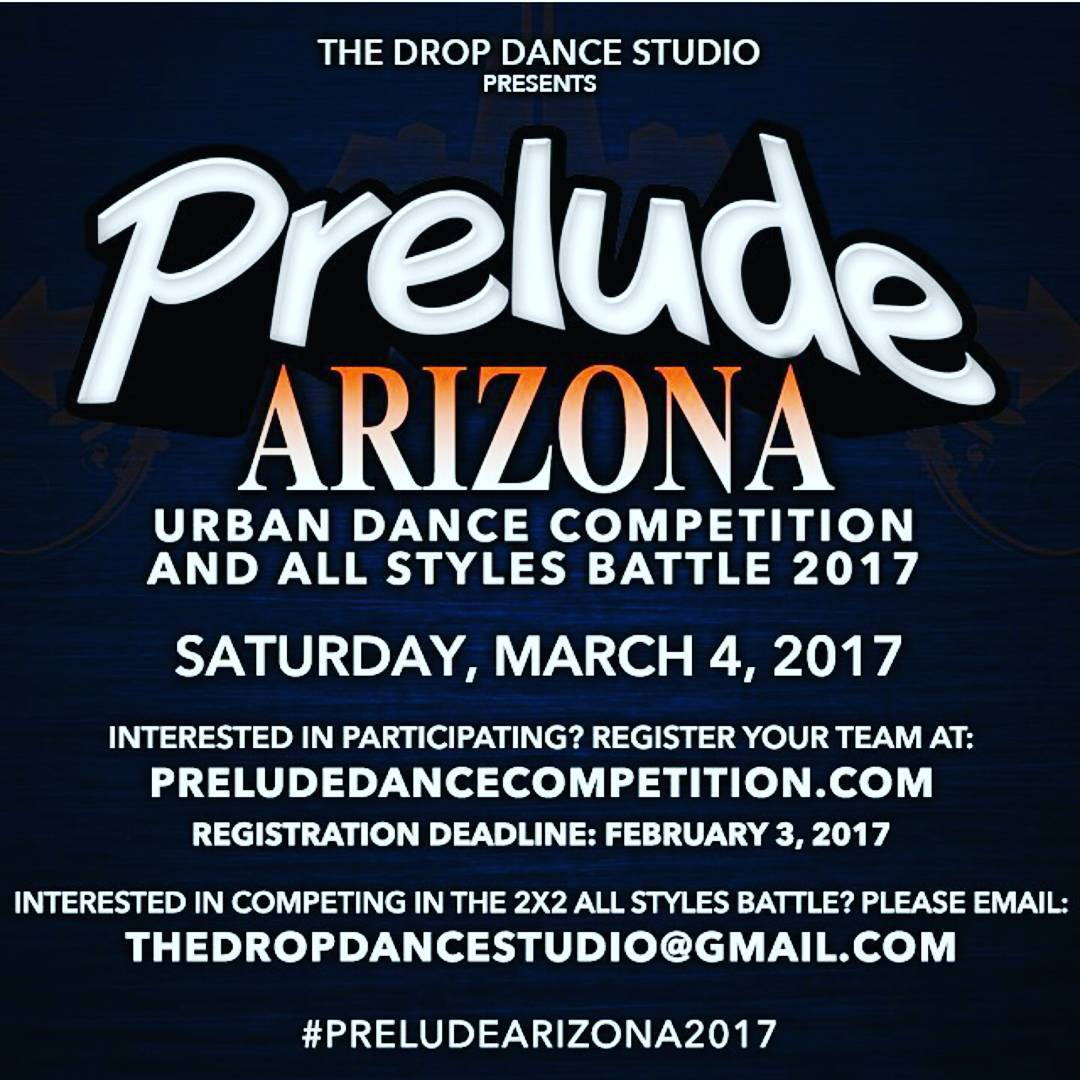 THE DROP DANCE STUDIO
PRESENTS
Prelude
ARIZONA
URBAN DANCE COMPETITION
AND ALL STYLES BATTLE 2017
SATURDAY, MARCH 4, 2017
INTERESTED IN PARTICIPATING? REGISTER YOUR TEAM AT:
PRELUDEDANCECOMPETITION.COM
REGISTRATION DEADLINE: FEBRUARY 3, 2017
INTERESTED IN COMPETING IN THE 2X2 ALL STYLES BATTLE? PLEASE EMAIL:
THEDROPDANCESTUDIO@GMAIL.COM
#PRELUDEARIZONA2017